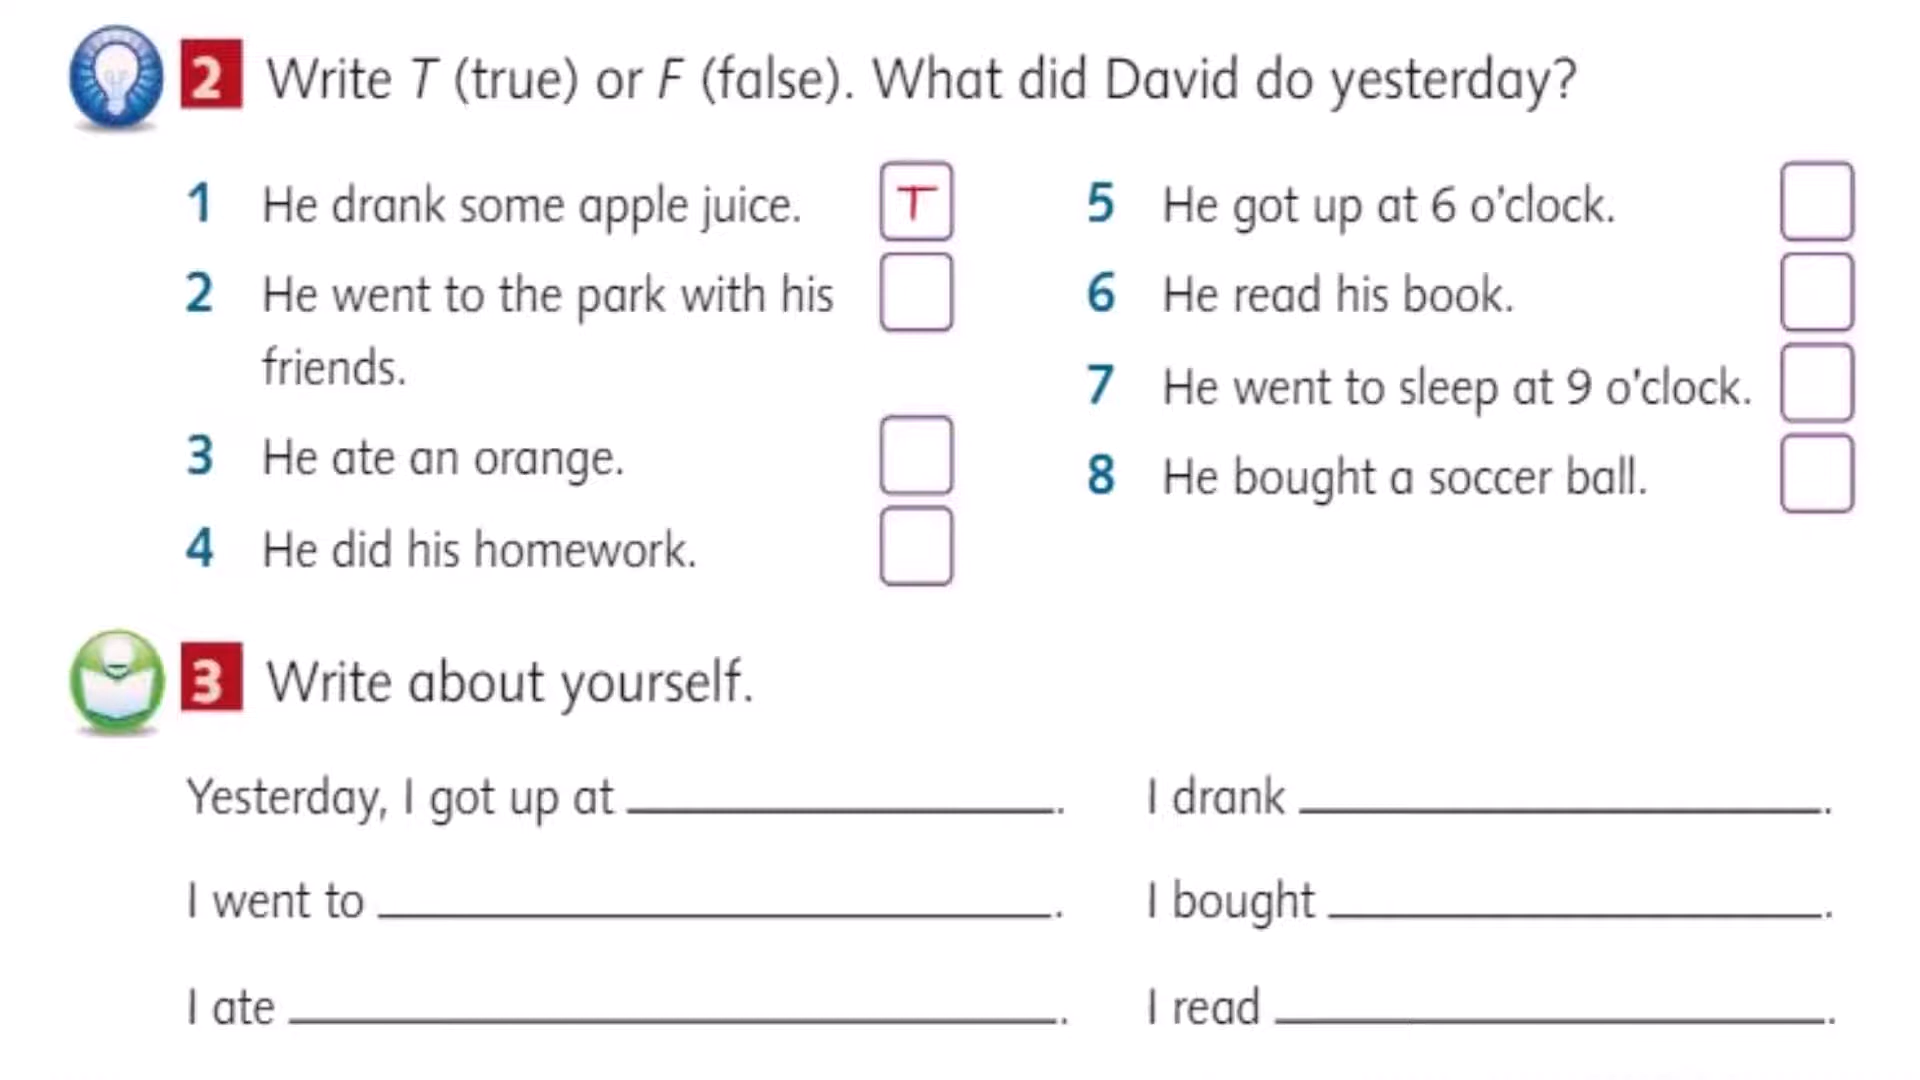 2 Write T (true) or F (false). What did David do yesterday?
1 He drank some apple juice. T
2 He went to the park with his
friends.
3 He ate an orange.
4 He did his homework.
5 He got up at 6 o'clock.
6 He read his book.
7 He went to sleep at 9 o'clock.
8 He bought a soccer ball.
3 Write about yourself.
Yesterday, I got up at ____________.
I drank ____________.
I went to ____________.
I bought ____________.
I ate ____________.
I read ____________.